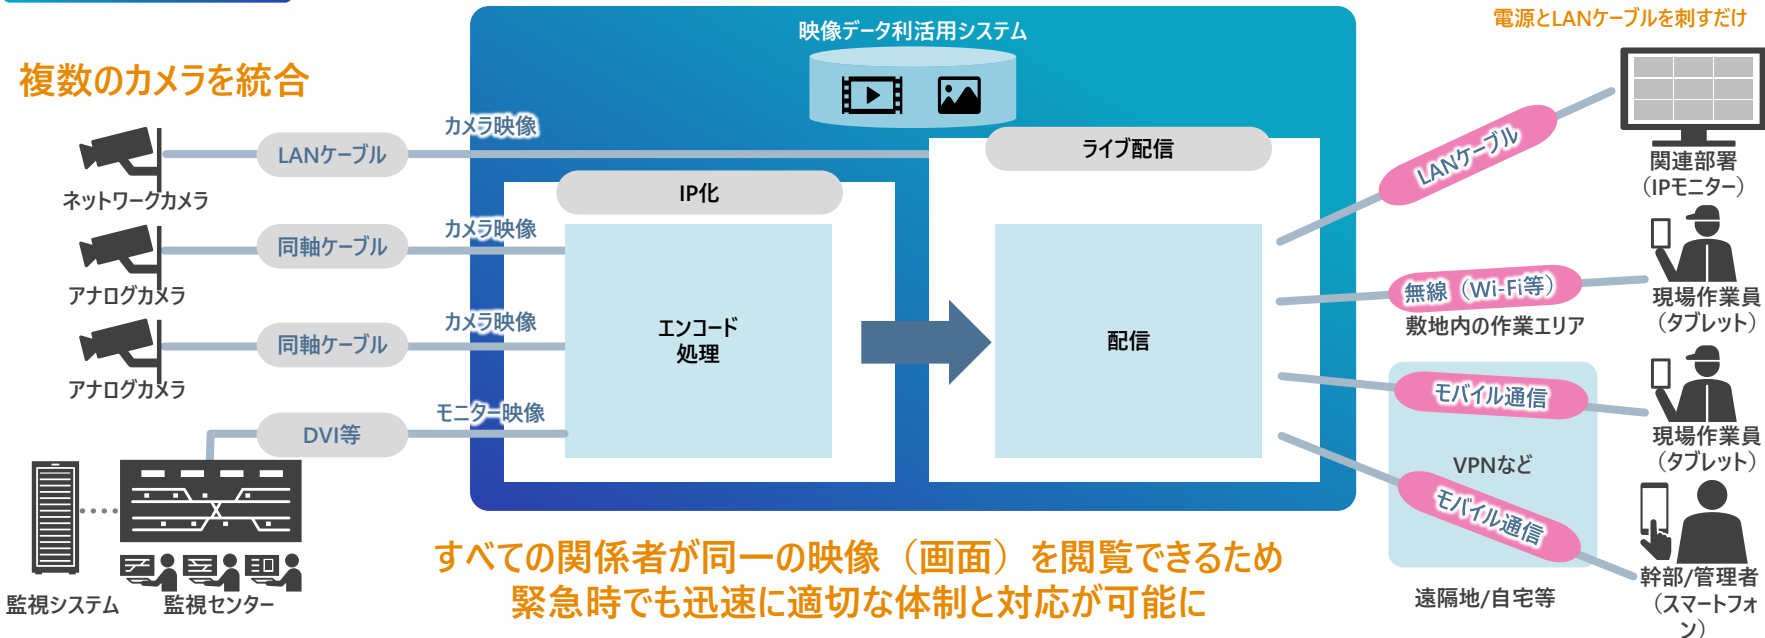 映像データ利活用システム
電源とLANケーブルを刺すだけ
複数のカメラを統合
カメラ映像
LANケーブル
ネットワークカメラ
ライブ配信
IP化
カメラ映像
同軸ケーブル
アナログカメラ
カメラ映像
同軸ケーブル
アナログカメラ
エンコード
処理
配信
モニター映像
DVI等
監視システム
監視センター
LANケーブル
関連部署
（IPモニター）
無線（Wi-Fi等）
敷地内の作業エリア
現場作業員
（タブレット）
モバイル通信
現場作業員
（タブレット）
VPNなど
モバイル通信
遠隔地/自宅等
幹部/管理者
（スマートフォ
ン）
すべての関係者が同一の映像（画面）を閲覧できるため
緊急時でも迅速に適切な体制と対応が可能に